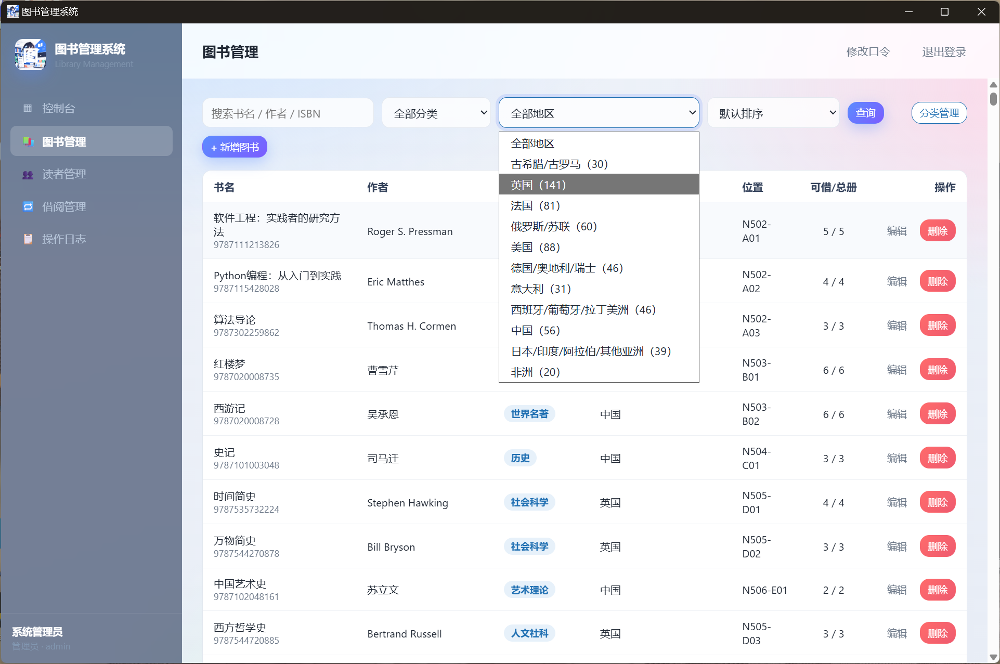 图书管理系统
图
图书管理系统
Library Management
控制台
图书管理
读者管理
借阅管理
操作日志
系统管理员
管理员 · admin
图书管理
修改口令
退出登录
搜索书名 / 作者 / ISBN
全部分类
全部地区
默认排序
查询
分类管理
+ 新增图书
全部地区
古希腊/古罗马（30）
英国（141）
法国（81）
俄罗斯/苏联（60）
美国（88）
德国/奥地利/瑞士（46）
意大利（31）
西班牙/葡萄牙/拉丁美洲（46）
中国（56）
日本/印度/阿拉伯/其他亚洲（39）
非洲（20）
书名 作者 位置 可借/总册 操作
软件工程：实践者的研究方
法
9787111213826
Roger S. Pressman
N502-
A01
5 / 5
编辑
删除
Python编程：从入门到实践
9787115428028
Eric Matthes
N502-
A02
4 / 4
编辑
删除
算法导论
9787302259862
Thomas H. Cormen
N502-
A03
3 / 3
编辑
删除
红楼梦
9787020008735
曹雪芹
N503-
B01
6 / 6
编辑
删除
西游记
9787020008728
吴承恩
世界名著
中国
N503-
B02
6 / 6
编辑
删除
史记
9787101003048
司马迁
历史
中国
N504-
C01
3 / 3
编辑
删除
时间简史
9787535732224
Stephen Hawking
社会科学
英国
N505-
D01
4 / 4
编辑
删除
万物简史
9787544270878
Bill Bryson
社会科学
英国
N505-
D02
3 / 3
编辑
删除
中国艺术史
9787102048161
苏立文
艺术理论
中国
N506-E01
2 / 2
编辑
删除
西方哲学史
9787544720885
Bertrand Russell
人文社科
英国
N505-
D03
3 / 3
编辑
删除